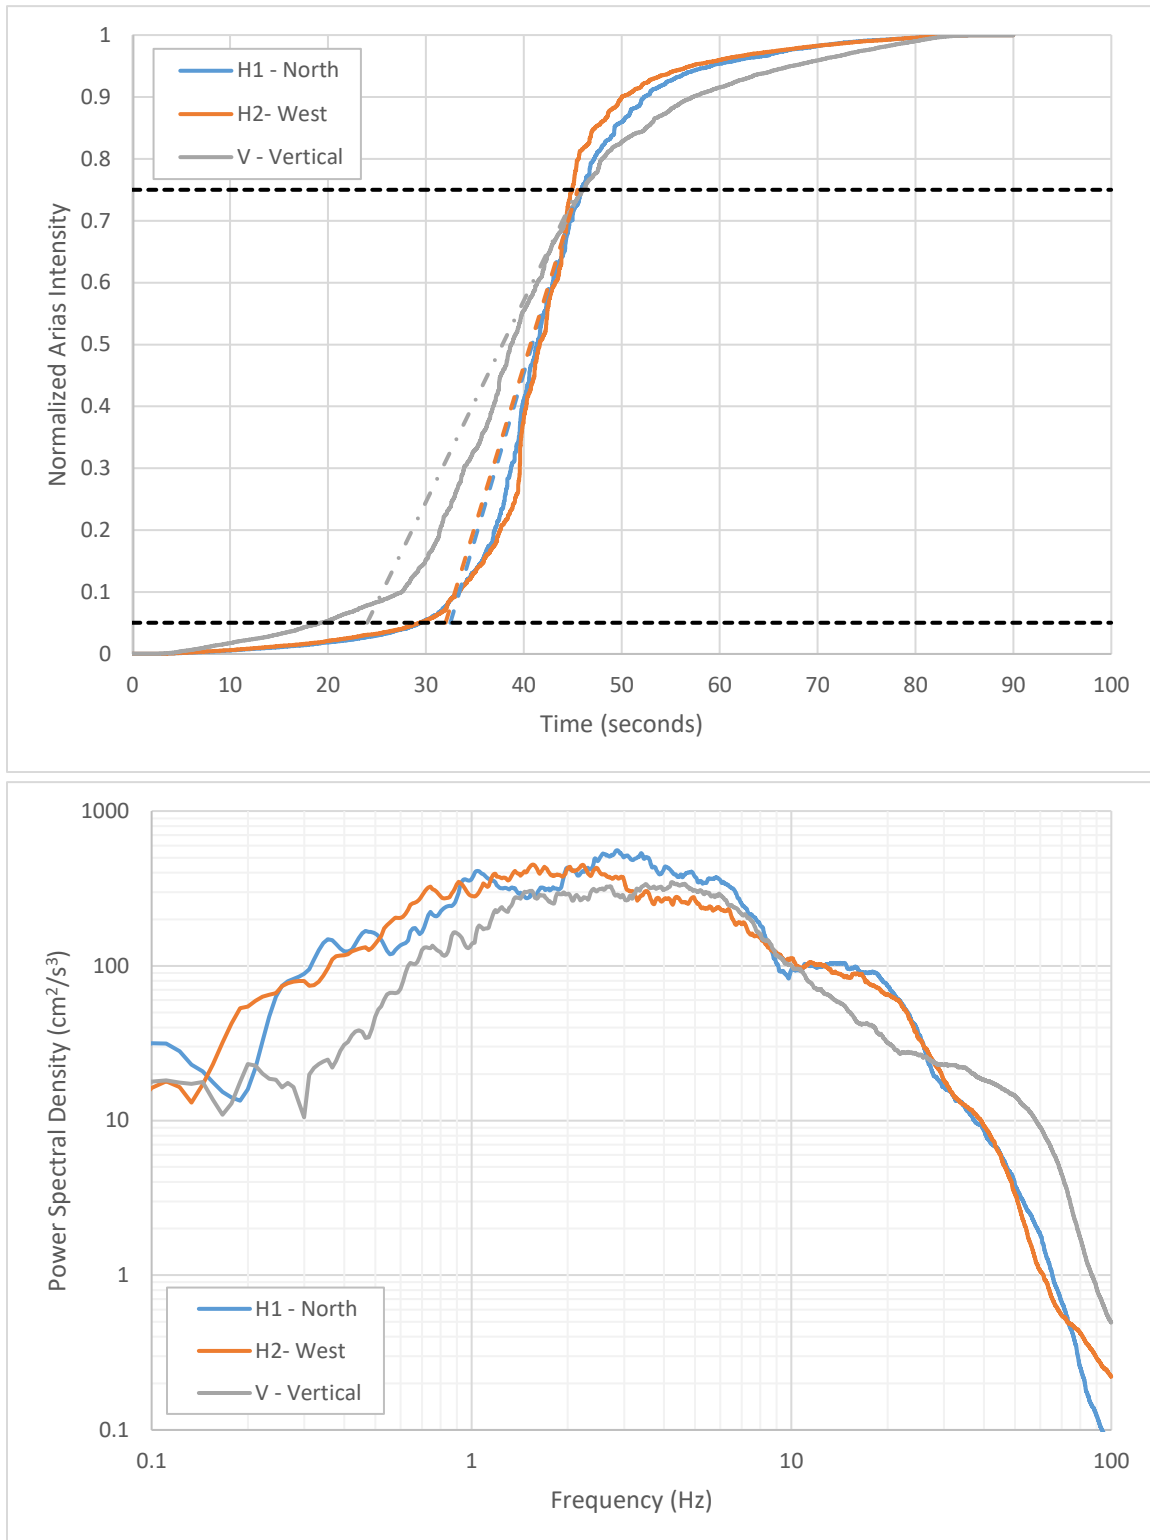 1
0.9
0.8
0.7
0.6
0.5
0.4
0.3
0.2
0.1
0
Normalized Arias Intensity
H1 - North
H2- West
V - Vertical
0 10 20 30 40 50 60 70 80 90 100
Time (seconds)
1000
100
10
1
0.1
Power Spectral Density (cm²/s³)
H1 - North
H2- West
V - Vertical
0.1 1 10 100
Frequency (Hz)